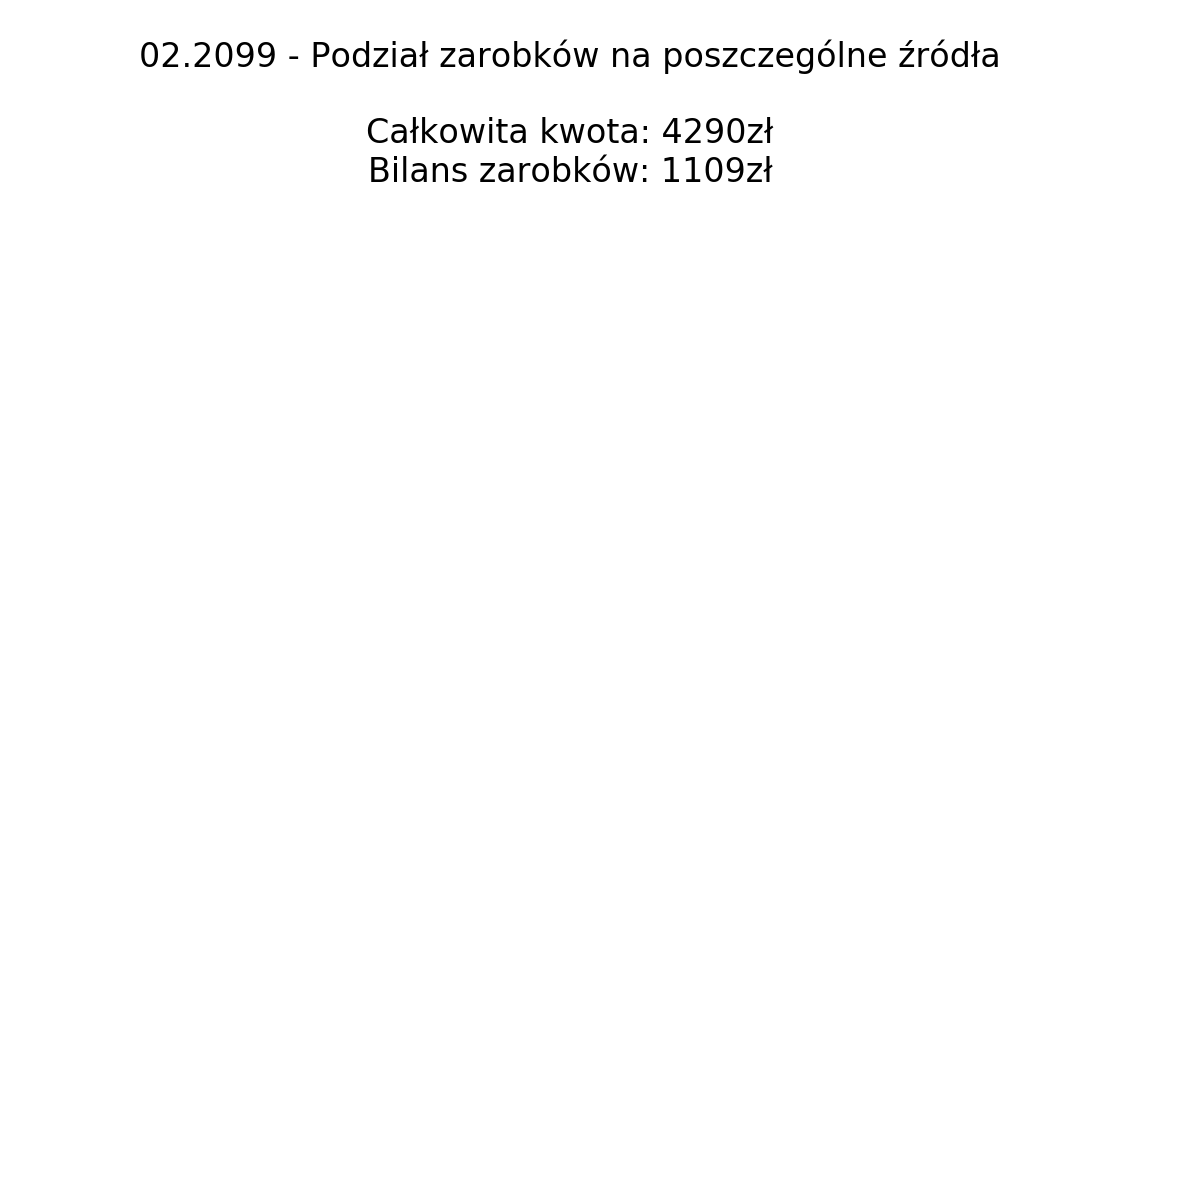 02.2099 - Podział zarobków na poszczególne źródła
Całkowita kwota: 4290zł
Bilans zarobków: 1109zł